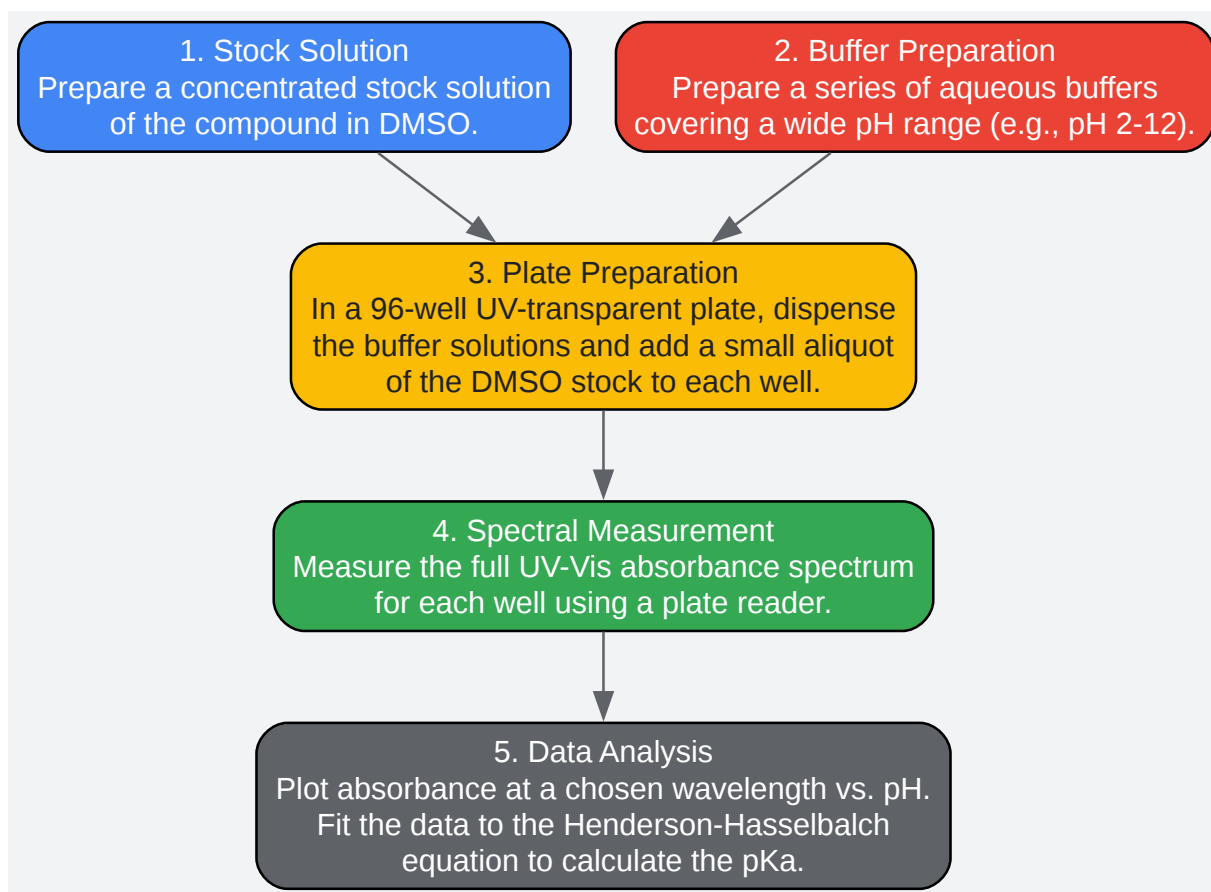 1. Stock Solution
Prepare a concentrated stock solution
of the compound in DMSO.
2. Buffer Preparation
Prepare a series of aqueous buffers
covering a wide pH range (e.g., pH 2-12).
3. Plate Preparation
In a 96-well UV-transparent plate, dispense
the buffer solutions and add a small aliquot
of the DMSO stock to each well.
4. Spectral Measurement
Measure the full UV-Vis absorbance spectrum
for each well using a plate reader.
5. Data Analysis
Plot absorbance at a chosen wavelength vs. pH.
Fit the data to the Henderson-Hasselbalch
equation to calculate the pKa.